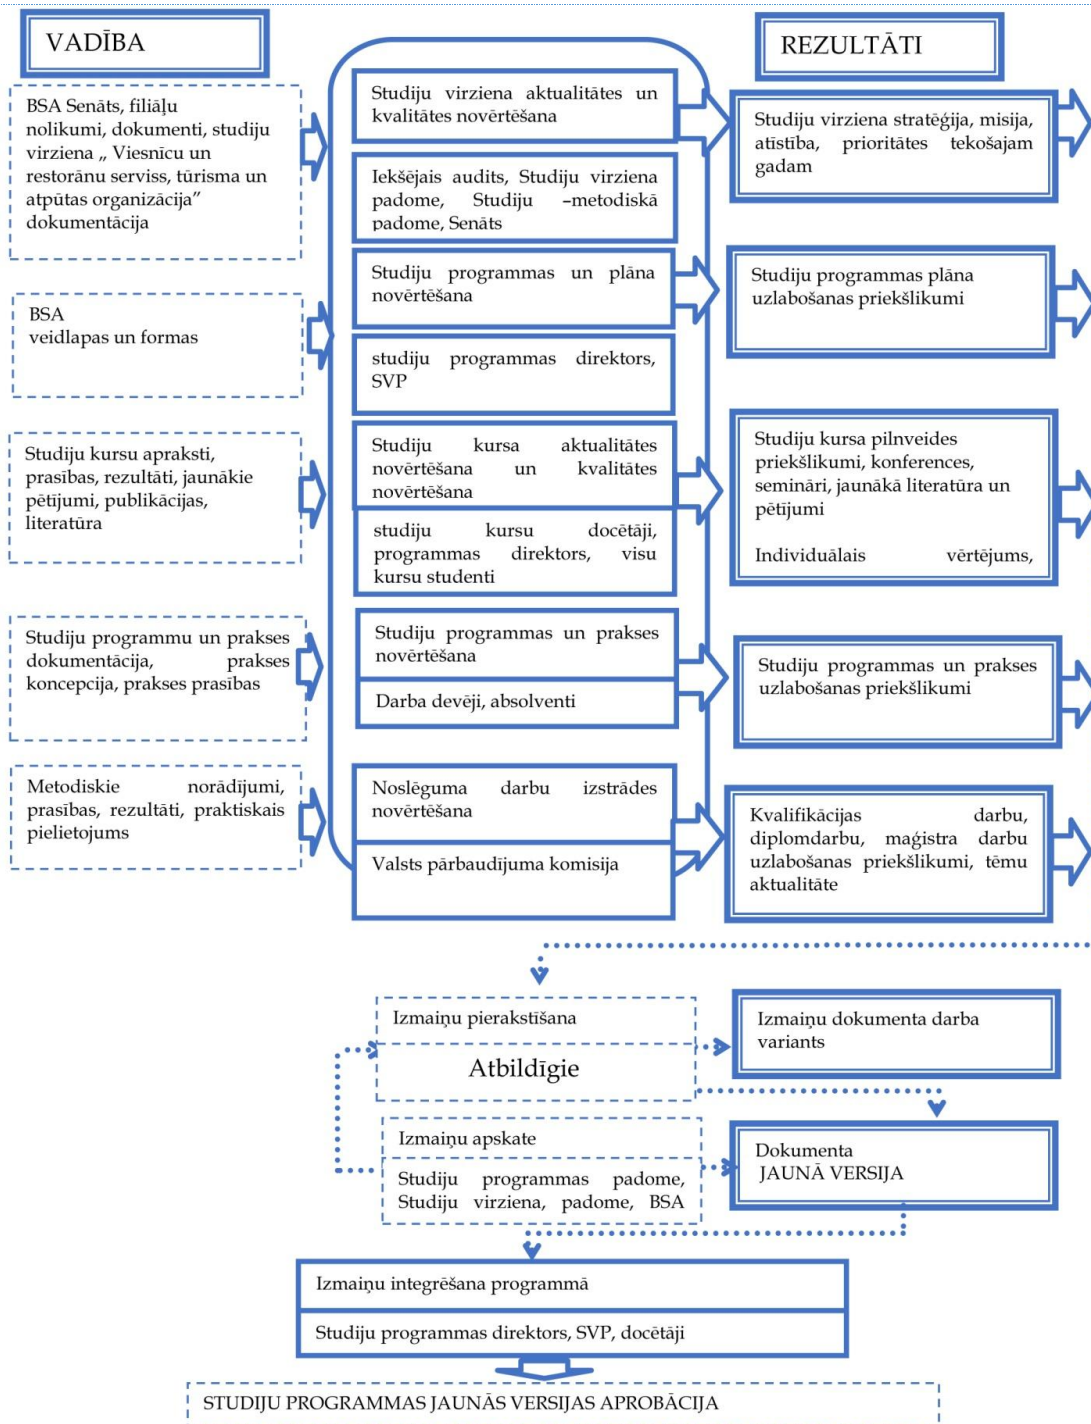 VADĪBA
REZULTĀTI
BSA Senāts, filiāļu
nolikumi, dokumenti, studiju
virziena „ Viesnīcu un
restorānu serviss, tūrisma un
atpūtas organizācija”
dokumentācija
Studiju virziena aktualitātes un
kvalitātes novērtēšana
Iekšējais audits, Studiju virziena
padome, Studiju –metodiskā
padome, Senāts
Studiju virziena stratēģija, misija,
atīstība, prioritātes tekošajam
gadam
BSA
veidlapas un formas
Studiju programmas un plāna
novērtēšana
studiju programmas direktors,
SVP
Studiju programmas plāna
uzlabošanas priekšlikumi
Studiju kursu apraksti,
prasības, rezultāti, jaunākie
pētījumi, publikācijas,
literatūra
Studiju kursa aktualitātes
novērtēšana un kvalitātes
novērtēšana
studiju kursu docētāji,
programmas direktors, visu
kursu studenti
Studiju kursa pilnveides
priekšlikumi, konferences,
semināri, jaunākā literatūra un
pētījumi
Individuālais vērtējums,
Studiju programmu un prakses
dokumentācija, prakses
koncepcija, prakses prasības
Studiju programmas un prakses
novērtēšana
Darba devēji, absolventi
Studiju programmas un prakses
uzlabošanas priekšlikumi
Metodiskie norādījumi,
prasības, rezultāti, praktiskais
pielietojums
Noslēguma darbu izstrādes
novērtēšana
Valsts pārbaudījuma komisija
Kvalifikācijas darbu,
diplomdarbu, maģistra darbu
uzlabošanas priekšlikumi, tēmu
aktualitāte
Izmaiņu pierakstīšana
Atbildīgie
Izmaiņu dokumenta darba
variants
Izmaiņu apskate
Studiju programmas padome,
Studiju virziena, padome, BSA
Dokumenta
JAUNĀ VERSIJA
Izmaiņu integrēšana programmā
Studiju programmas direktors, SVP, docētāji
STUDIJU PROGRAMMAS JAUNĀS VERSIJAS APROBĀCIJA